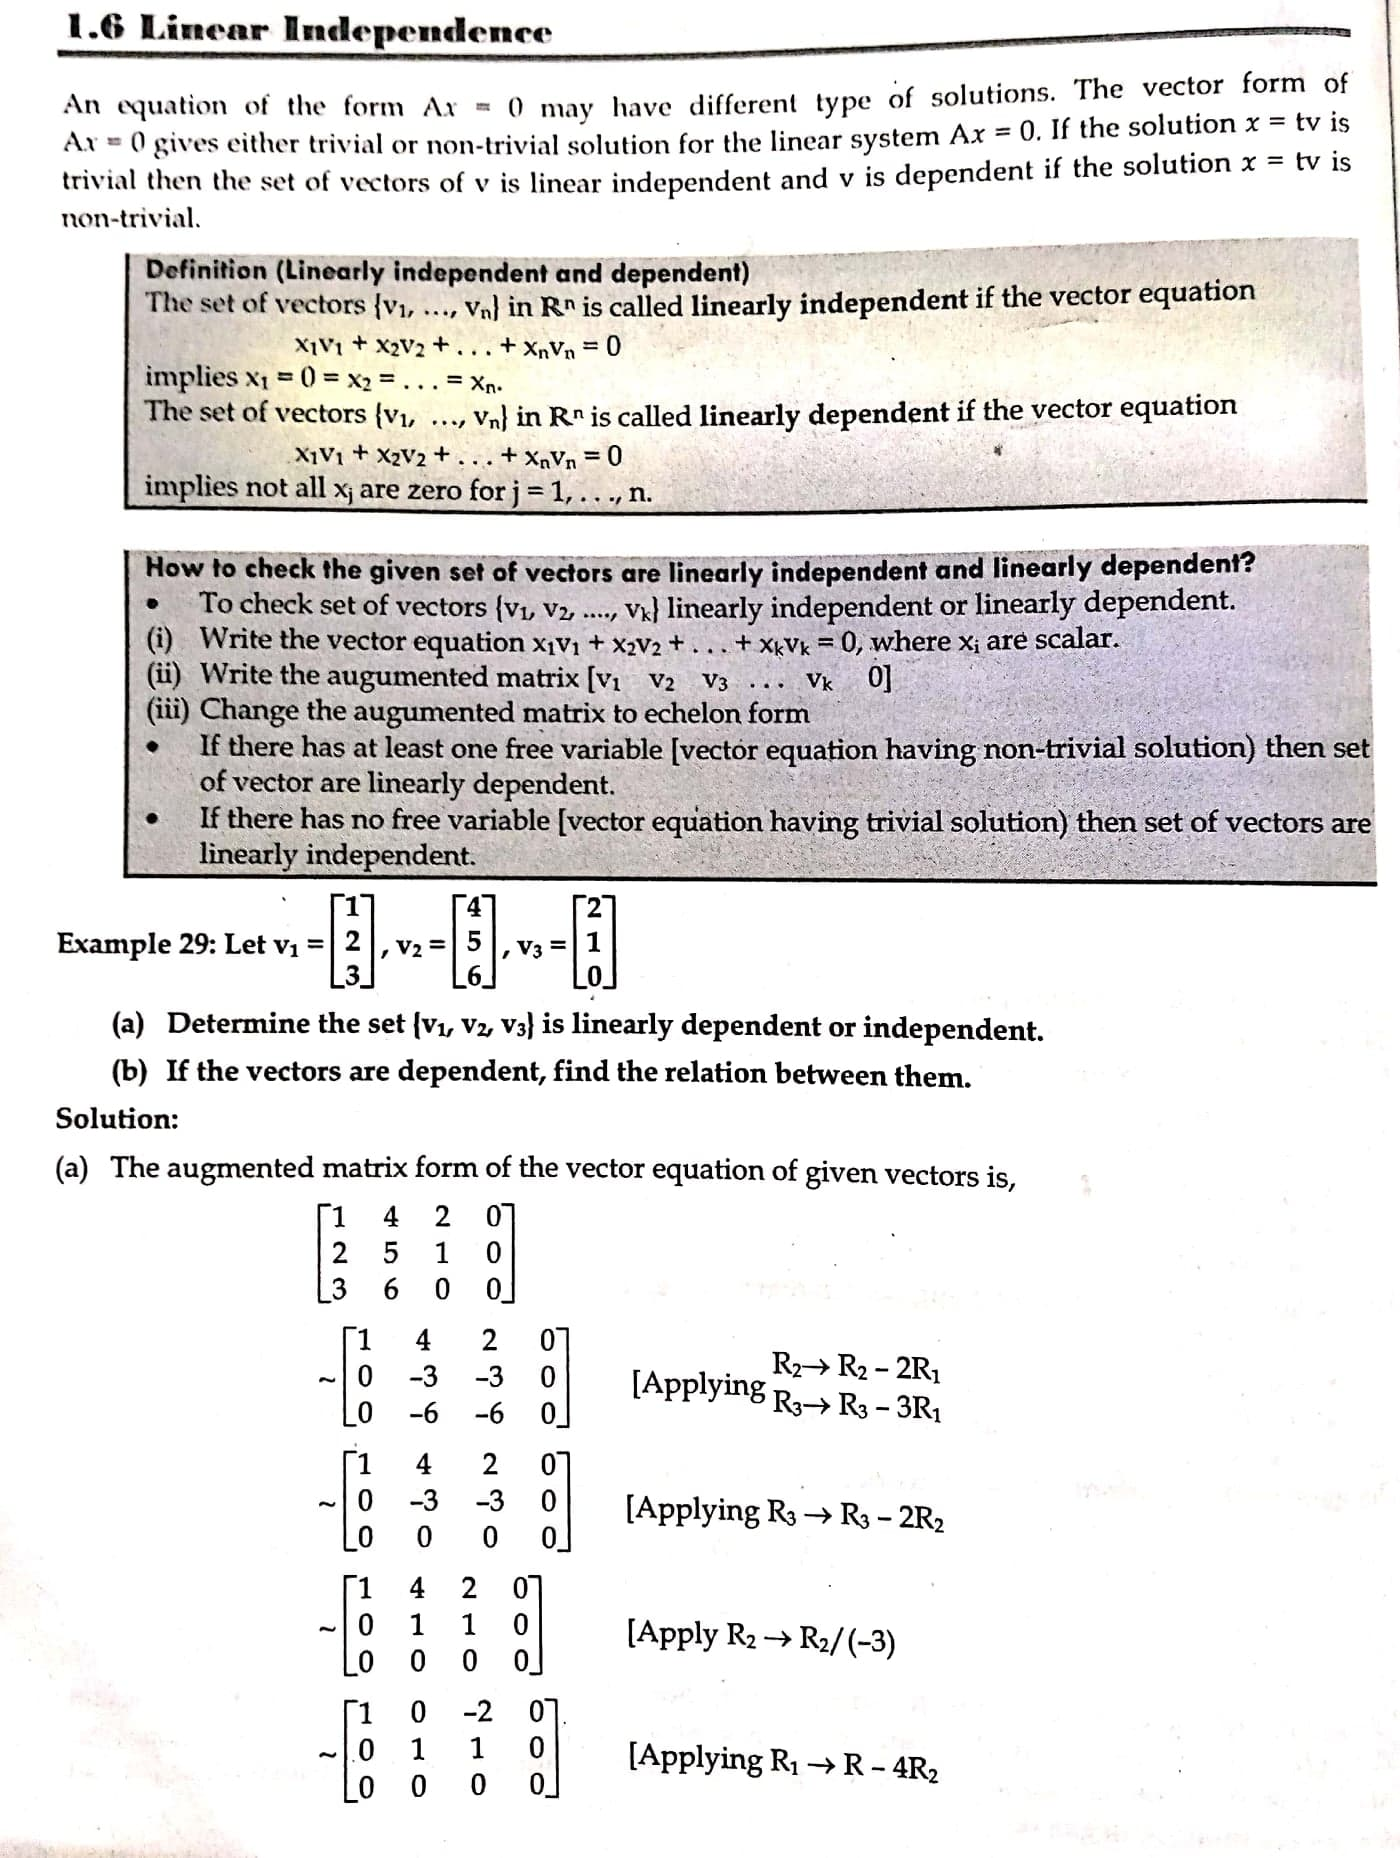 1.6 Linear Independence
An equation of the form Ax = 0 may have different type of solutions. The vector form of
Ax = 0 gives either trivial or non-trivial solution for the linear system Ax = 0. If the solution x = tv is
trivial then the set of vectors of v is linear independent and v is dependent if the solution x = tv is
non-trivial.
Definition (Linearly independent and dependent)
The set of vectors {v₁, ..., vₙ} in Rⁿ is called linearly independent if the vector equation
x₁v₁ + x₂v₂ + . . . + xₙvₙ = 0
implies x₁ = 0 = x₂ = . . . = xₙ.
The set of vectors {v₁, ..., vₙ} in Rⁿ is called linearly dependent if the vector equation
x₁v₁ + x₂v₂ + . . . + xₙvₙ = 0
implies not all xⱼ are zero for j = 1, . . ., n.
How to check the given set of vectors are linearly independent and linearly dependent?
• To check set of vectors {v₁, v₂, ...., vₖ} linearly independent or linearly dependent.
(i) Write the vector equation x₁v₁ + x₂v₂ + . . . + xₖvₖ = 0, where xᵢ are scalar.
(ii) Write the augumented matrix [v₁ v₂ v₃ ... vₖ 0]
(iii) Change the augumented matrix to echelon form
• If there has at least one free variable [vector equation having non-trivial solution) then set
of vector are linearly dependent.
• If there has no free variable [vector equation having trivial solution) then set of vectors are
linearly independent.
Example 29: Let v₁ = [1 2 3], v₂ = [4 5 6], v₃ = [2 1 0]
(a) Determine the set {v₁, v₂, v₃} is linearly dependent or independent.
(b) If the vectors are dependent, find the relation between them.
Solution:
(a) The augmented matrix form of the vector equation of given vectors is,
1 4 2 0
2 5 1 0
3 6 0 0
1 4 2 0
~ 0 -3 -3 0 [Applying R₂→ R₂ – 2R₁
0 -6 -6 0 R₃→ R₃ – 3R₁
1 4 2 0
~ 0 -3 -3 0 [Applying R₃ → R₃ – 2R₂
0 0 0 0
1 4 2 0
~ 0 1 1 0 [Apply R₂ → R₂/(-3)
0 0 0 0
1 0 -2 0
~ 0 1 1 0 [Applying R₁ → R – 4R₂
0 0 0 0